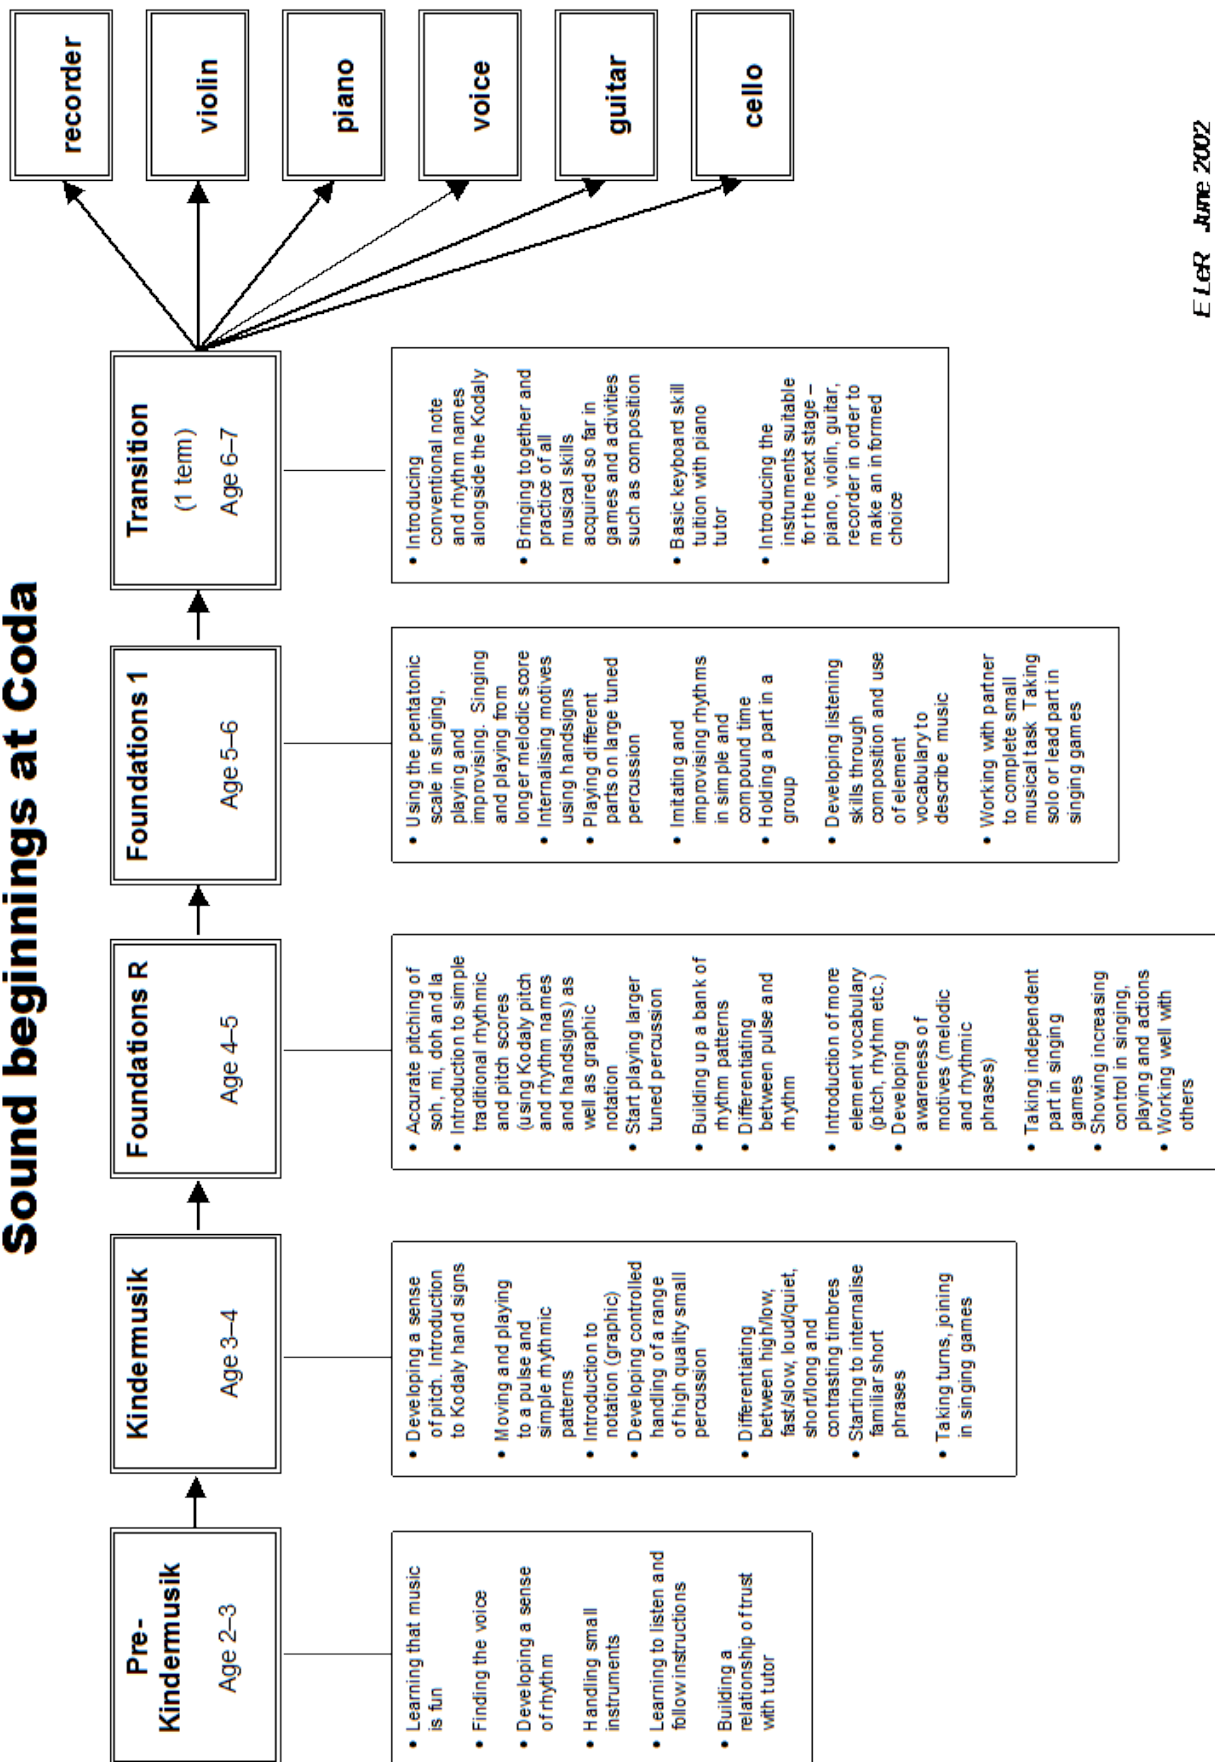 Sound beginnings at Coda
Pre-
Kindermusik
Age 2–3
Kindermusik
Age 3–4
Foundations R
Age 4–5
Foundations 1
Age 5–6
Transition
(1 term)
Age 6–7
recorder
violin
piano
voice
guitar
cello
• Learning that music
is fun
• Finding the voice
• Developing a sense
of rhythm
• Handling small
instruments
• Learning to listen and
follow instructions
• Building a
relationship of trust
with tutor
• Developing a sense
of pitch. Introduction
to Kodaly hand signs
• Moving and playing
to a pulse and
simple rhythmic
patterns
• Introduction to
notation (graphic)
• Developing controlled
handling of a range
of high quality small
percussion
• Differentiating
between high/low,
fast/slow, loud/quiet,
short/long and
contrasting timbres
• Starting to internalise
familiar short
phrases
• Taking turns, joining
in singing games
• Accurate pitching of
soh, mi, doh and la
• Introduction to simple
traditional rhythmic
and pitch scores
(using Kodaly pitch
and rhythm names
and handsigns) as
well as graphic
notation
• Start playing larger
tuned percussion
• Building up a bank of
rhythm patterns
• Differentiating
between pulse and
rhythm
• Introduction of more
element vocabulary
(pitch, rhythm etc.)
• Developing
awareness of
motives (melodic
and rhythmic
phrases)
• Taking independent
part in singing
games
• Showing increasing
control in singing,
playing and actions
• Working well with
others
• Using the pentatonic
scale in singing,
playing and
improvising. Singing
and playing from
longer melodic score
• Internalising motives
using handsigns
• Playing different
parts on large tuned
percussion
• Imitating and
improvising rhythms
in simple and
compound time
• Holding a part in a
group
• Developing listening
skills through
composition and use
of element
vocabulary to
describe music
• Working with partner
to complete small
musical task Taking
solo or lead part in
singing games
• Introducing
conventional note
and rhythm names
alongside the Kodaly
• Bringing together and
practice of all
musical skills
acquired so far in
games and activities
such as composition
• Basic keyboard skill
tuition with piano
tutor
• Introducing the
instruments suitable
for the next stage –
piano, violin, guitar,
recorder in order to
make an informed
choice
E LeR June 2002